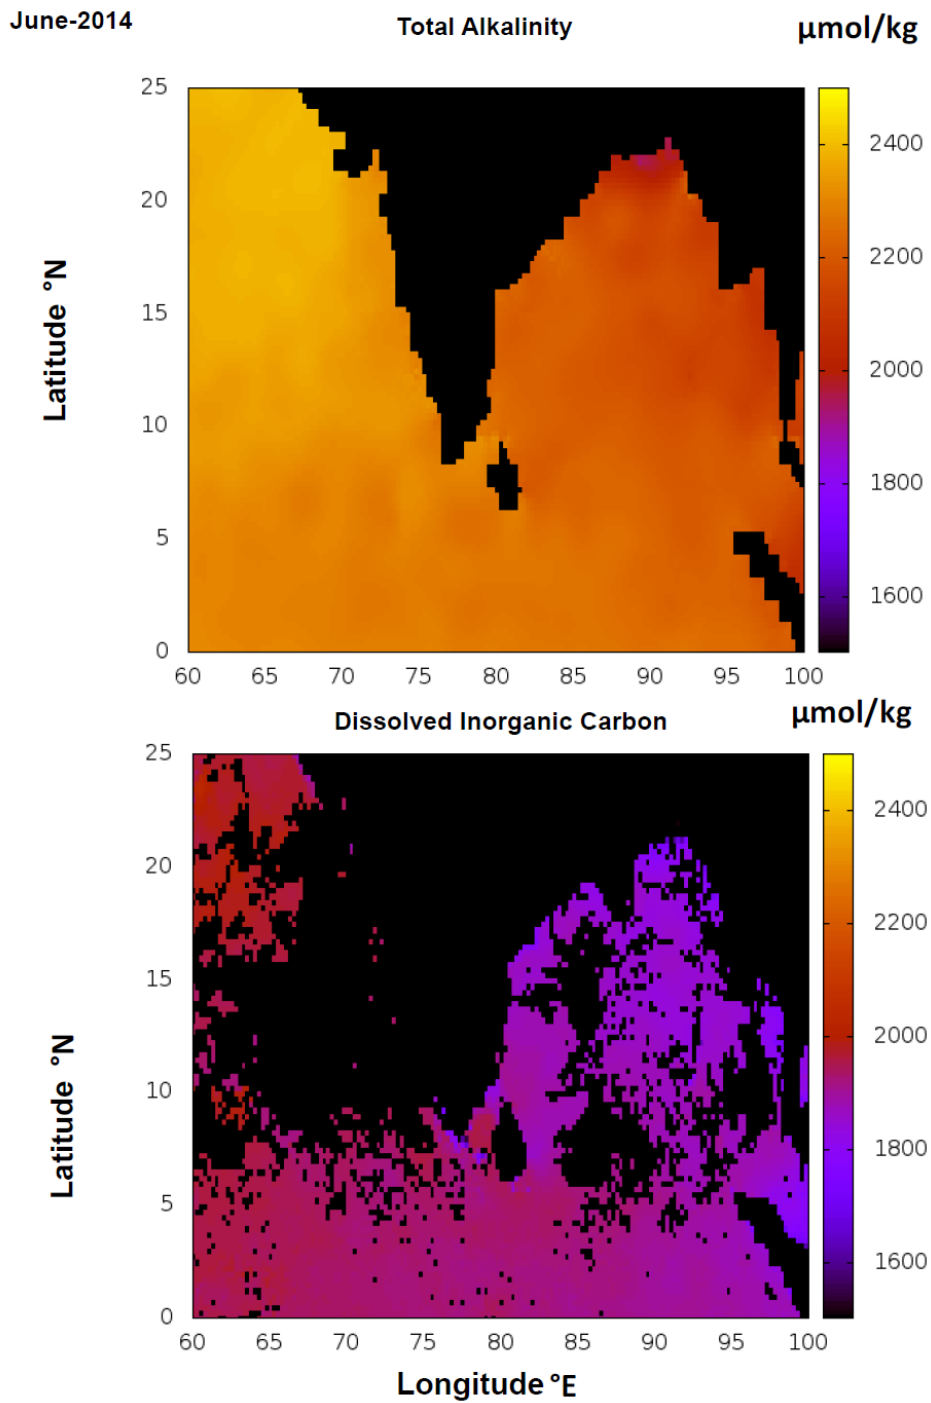 June-2014
Total Alkalinity
µmol/kg
25
20
15
10
5
0
Latitude °N
60 65 70 75 80 85 90 95 100
2400
2200
2000
1800
1600
Dissolved Inorganic Carbon
µmol/kg
25
20
15
10
5
0
Latitude °N
60 65 70 75 80 85 90 95 100
2400
2200
2000
1800
1600
Longitude °E